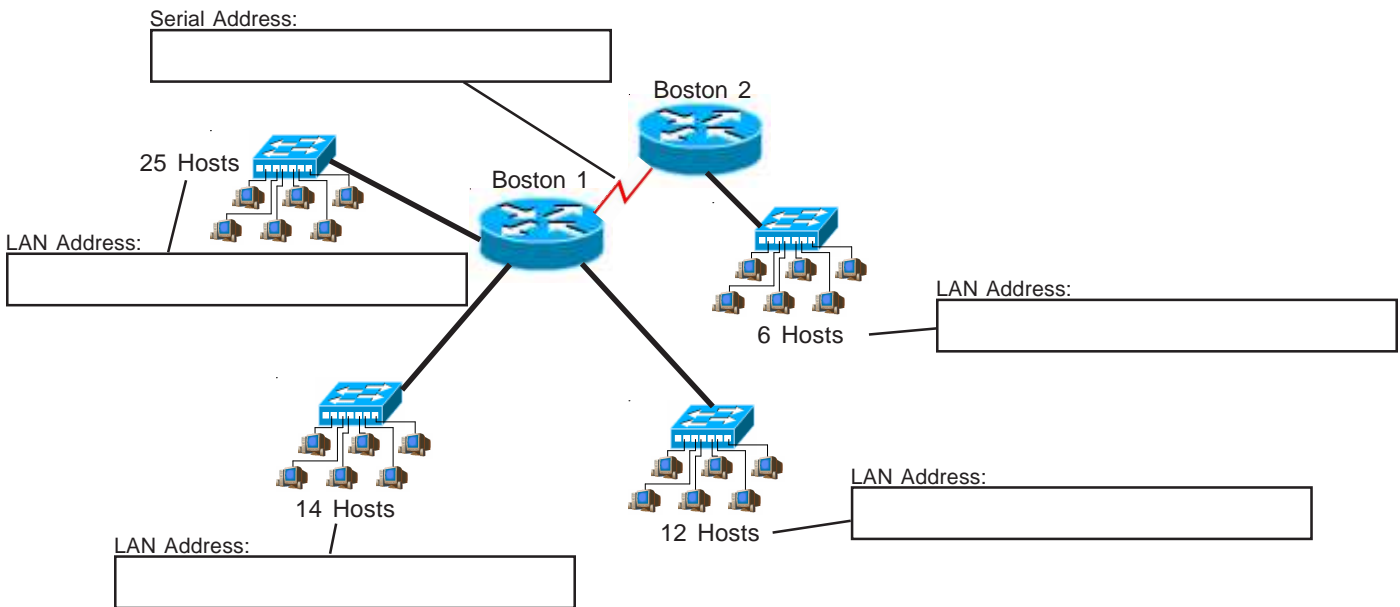 Serial Address:
Boston 2
25 Hosts
Boston 1
LAN Address:
LAN Address:
6 Hosts
LAN Address:
14 Hosts
12 Hosts
LAN Address: